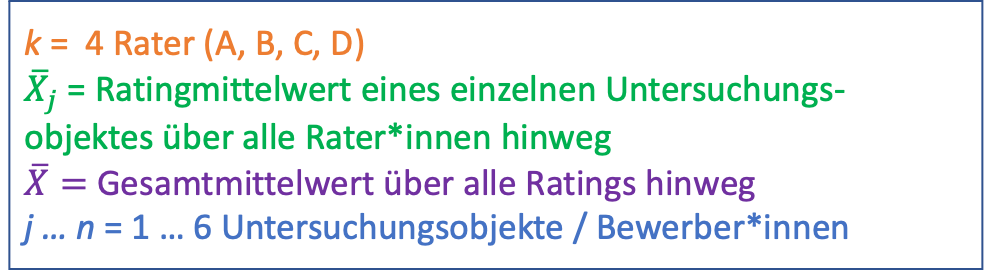 k = 4 Rater (A, B, C, D)
X̄j = Ratingmittelwert eines einzelnen Untersuchungs-
objektes über alle Rater*innen hinweg
X̄ = Gesamtmittelwert über alle Ratings hinweg
j … n = 1 … 6 Untersuchungsobjekte / Bewerber*innen